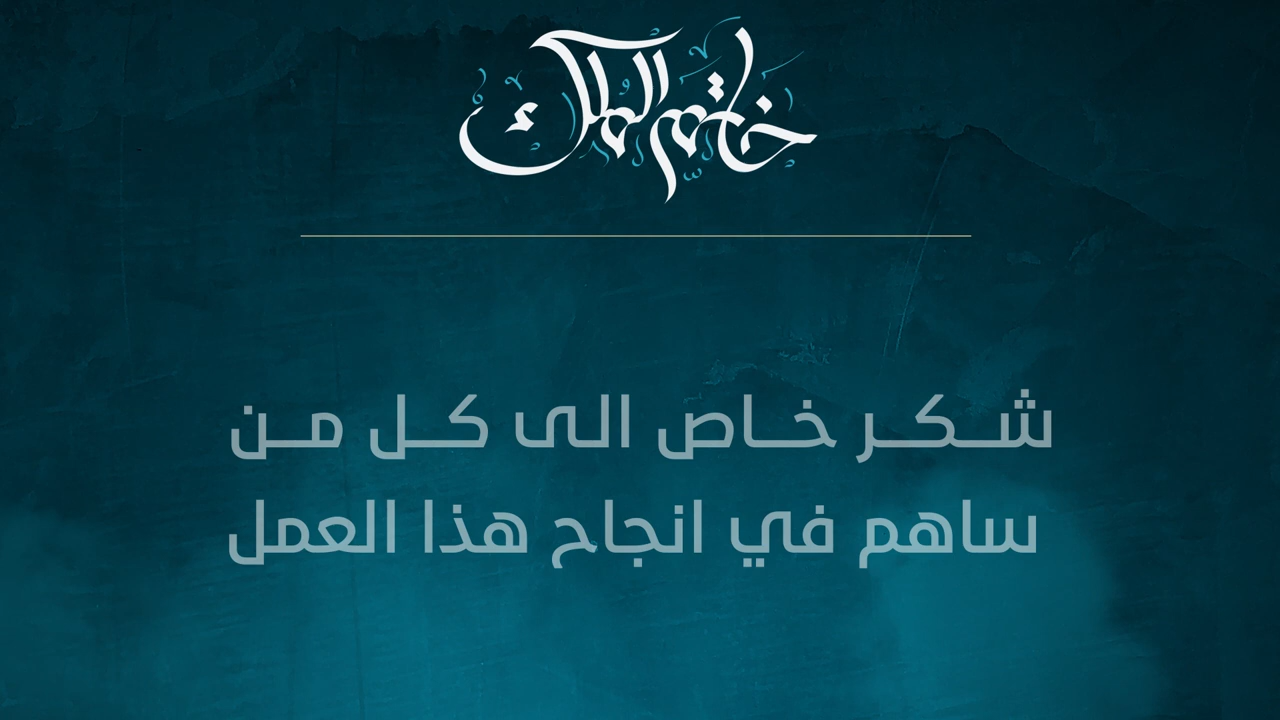 خاتم الملك
شكر خاص الى كل من
ساهم في انجاح هذا العمل